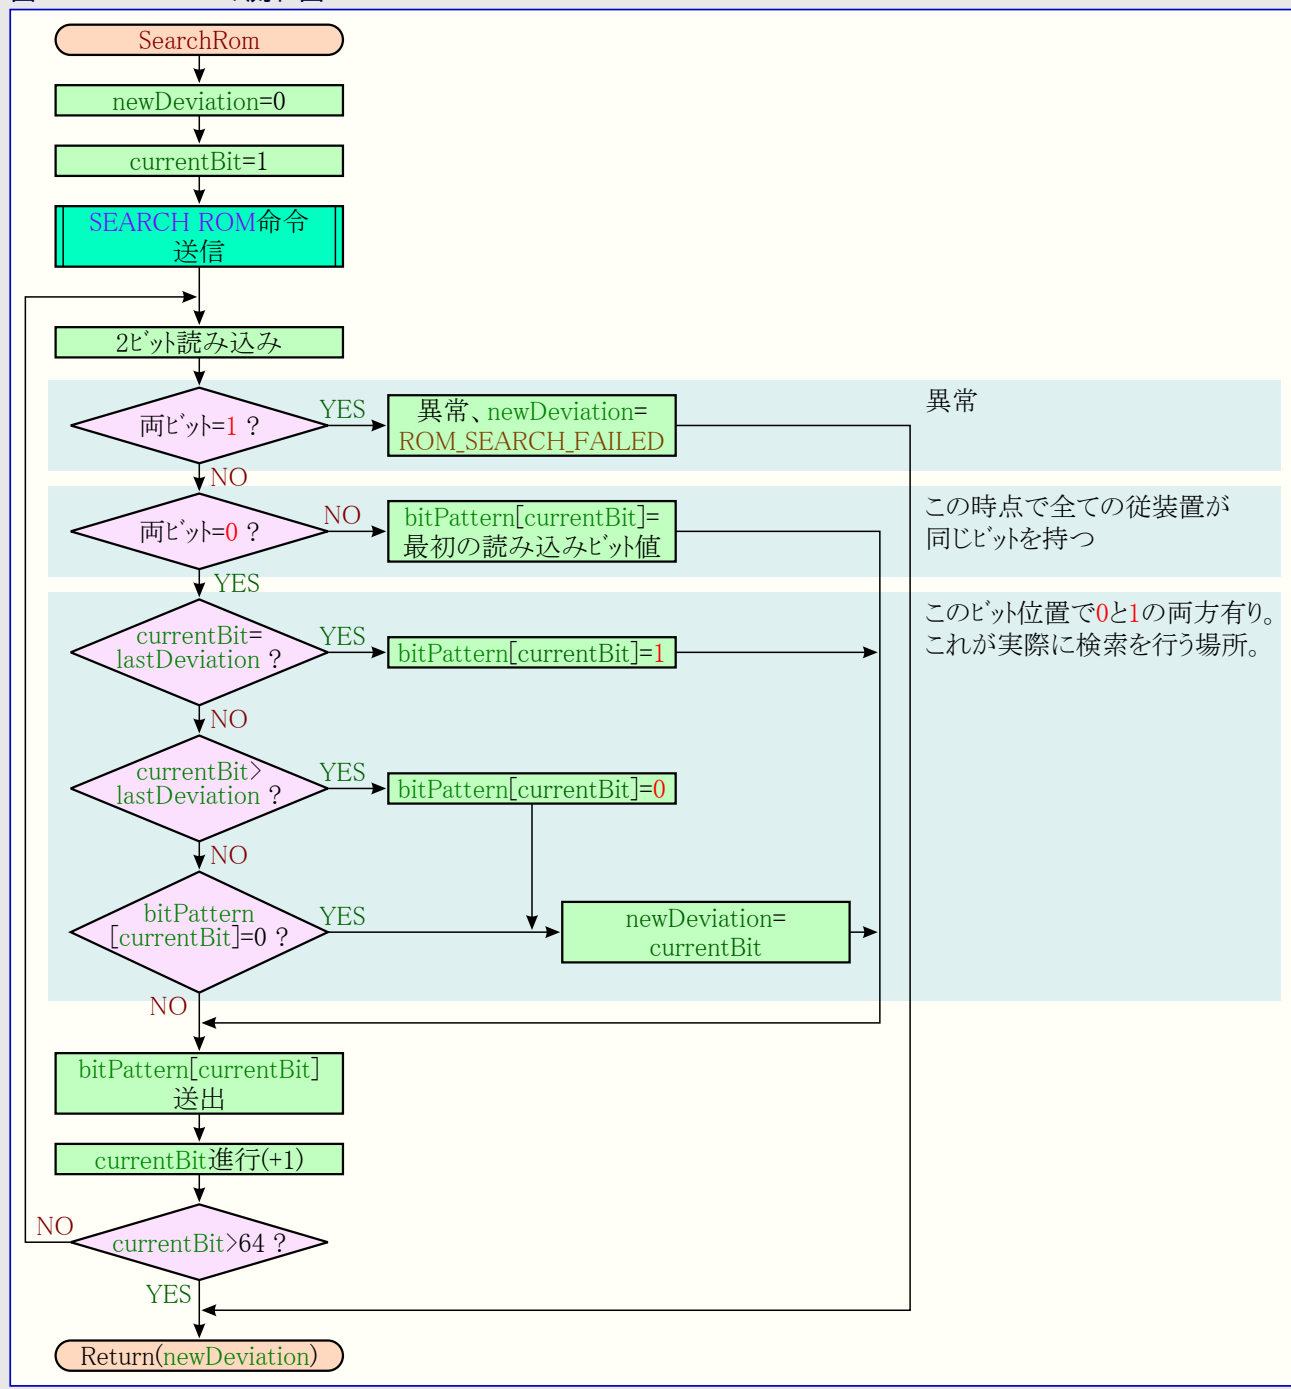 SearchRom
newDeviation=0
currentBit=1
SEARCH ROM命令
送信
2ビット読み込み
両ビット=1 ?
YES
異常、newDeviation=
ROM_SEARCH_FAILED
異常
NO
両ビット=0 ?
NO
bitPattern[currentBit]=
最初の読み込みビット値
この時点で全ての従装置が
同じビットを持つ
YES
currentBit=
lastDeviation ?
YES
bitPattern[currentBit]=1
このビット位置で0と1の両方有り。
これが実際に検索を行う場所。
NO
currentBit>
lastDeviation ?
YES
bitPattern[currentBit]=0
NO
bitPattern
[currentBit]=0 ?
YES
newDeviation=
currentBit
NO
bitPattern[currentBit]
送出
currentBit進行(+1)
NO
currentBit>64 ?
YES
Return(newDeviation)